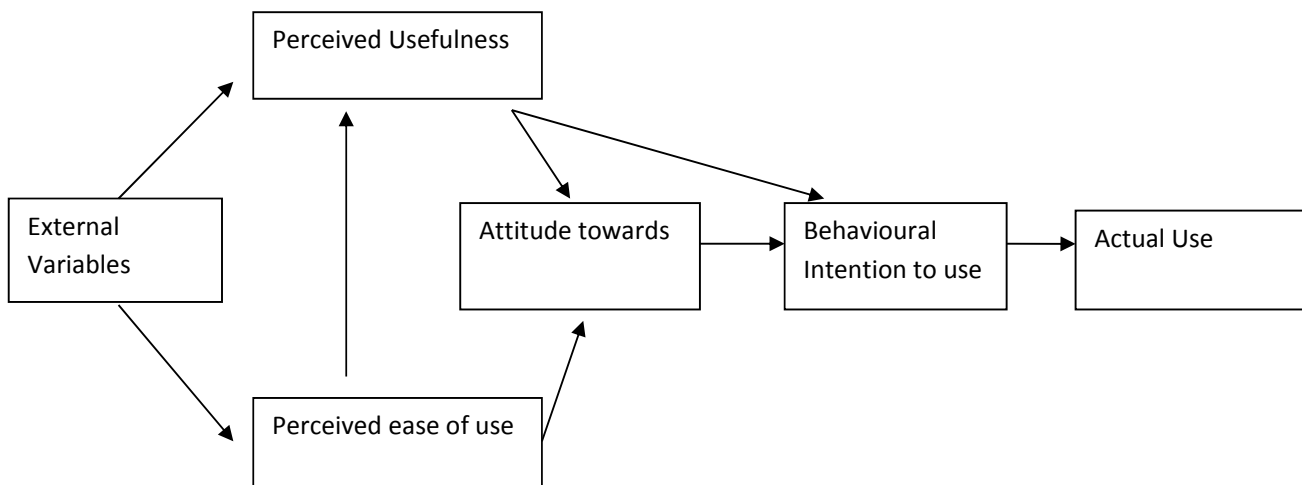 Perceived Usefulness
External
Variables
Attitude towards
Behavioural
Intention to use
Actual Use
Perceived ease of use